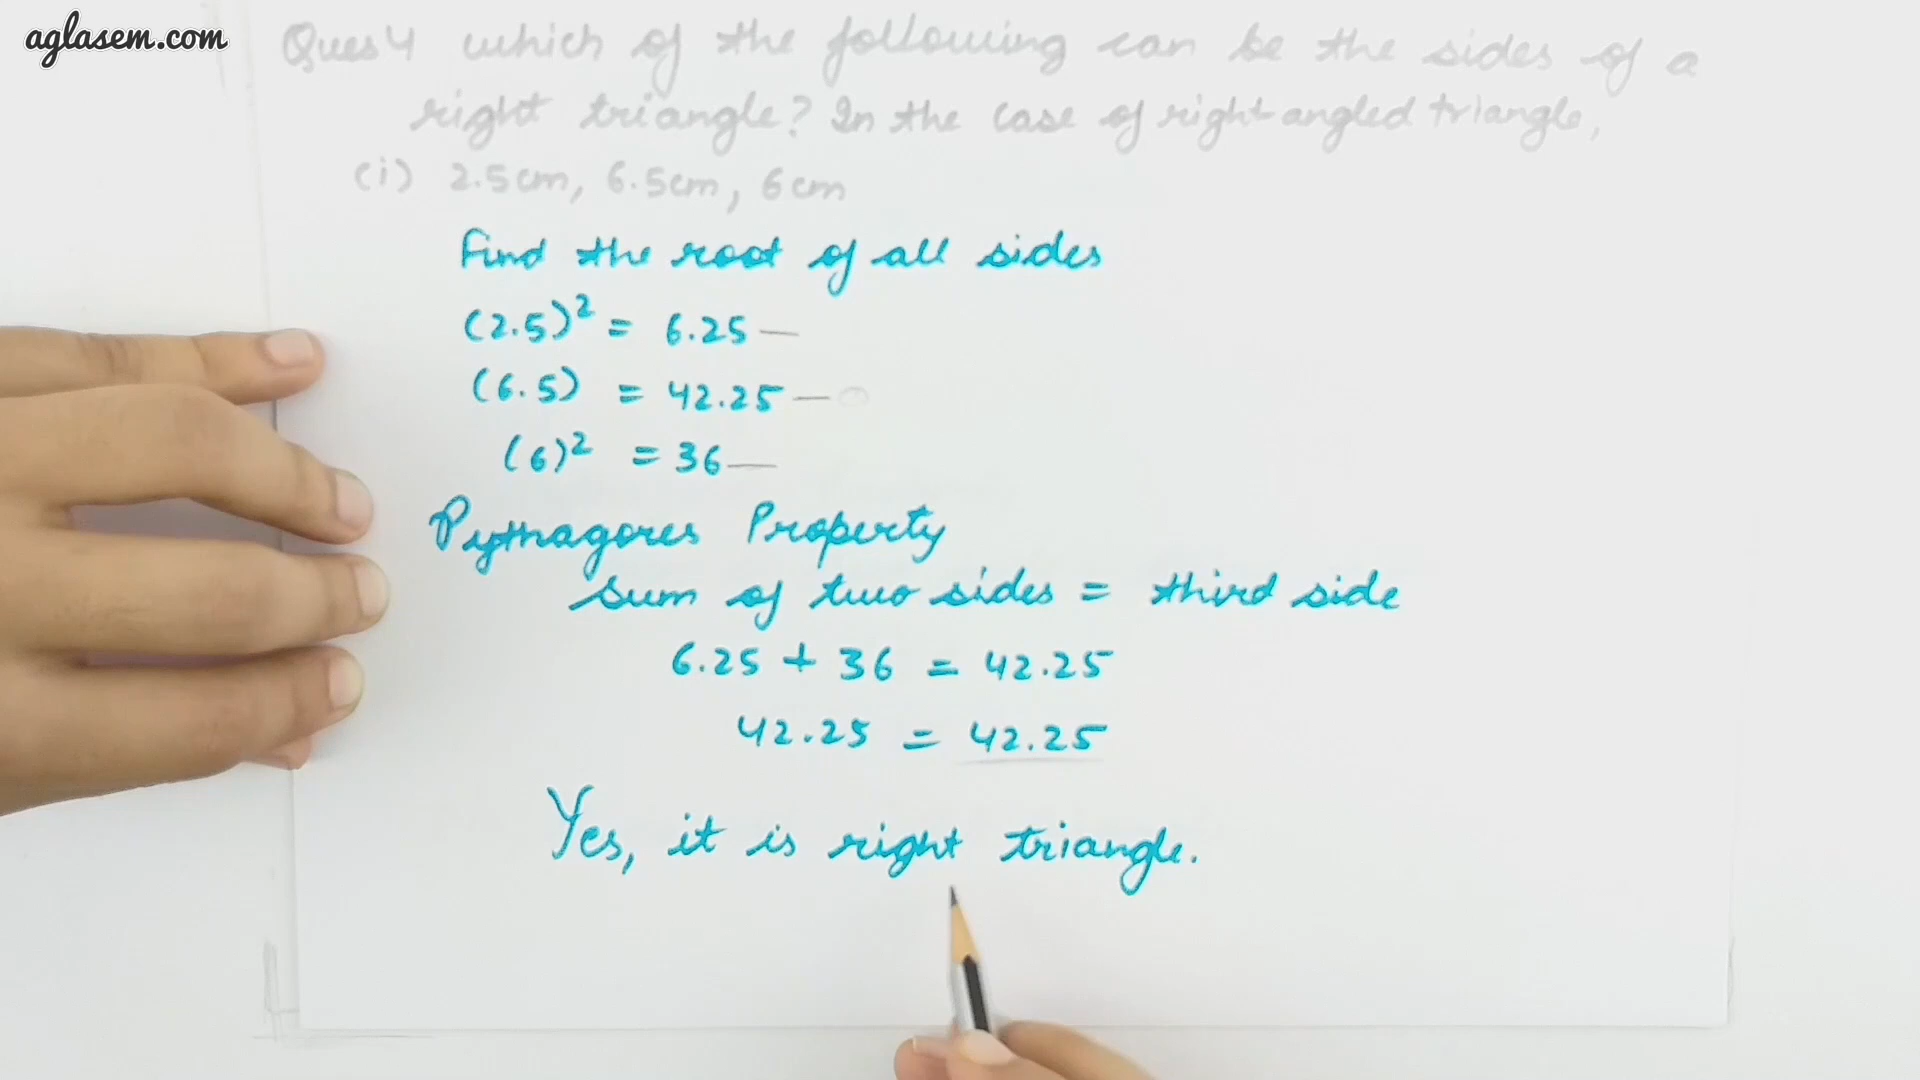 aglasem.com
Ques 4 which of the following can be the sides of a
right triangle? In the case of right-angled triangle,
(i) 2.5cm, 6.5cm, 6cm
Find the root of all sides
(2.5)² = 6.25 —
(6.5) = 42.25 —
(6)² = 36 —
Pythagores Property
sum of two sides = third side
6.25 + 36 = 42.25
42.25 = 42.25
Yes, it is right triangle.